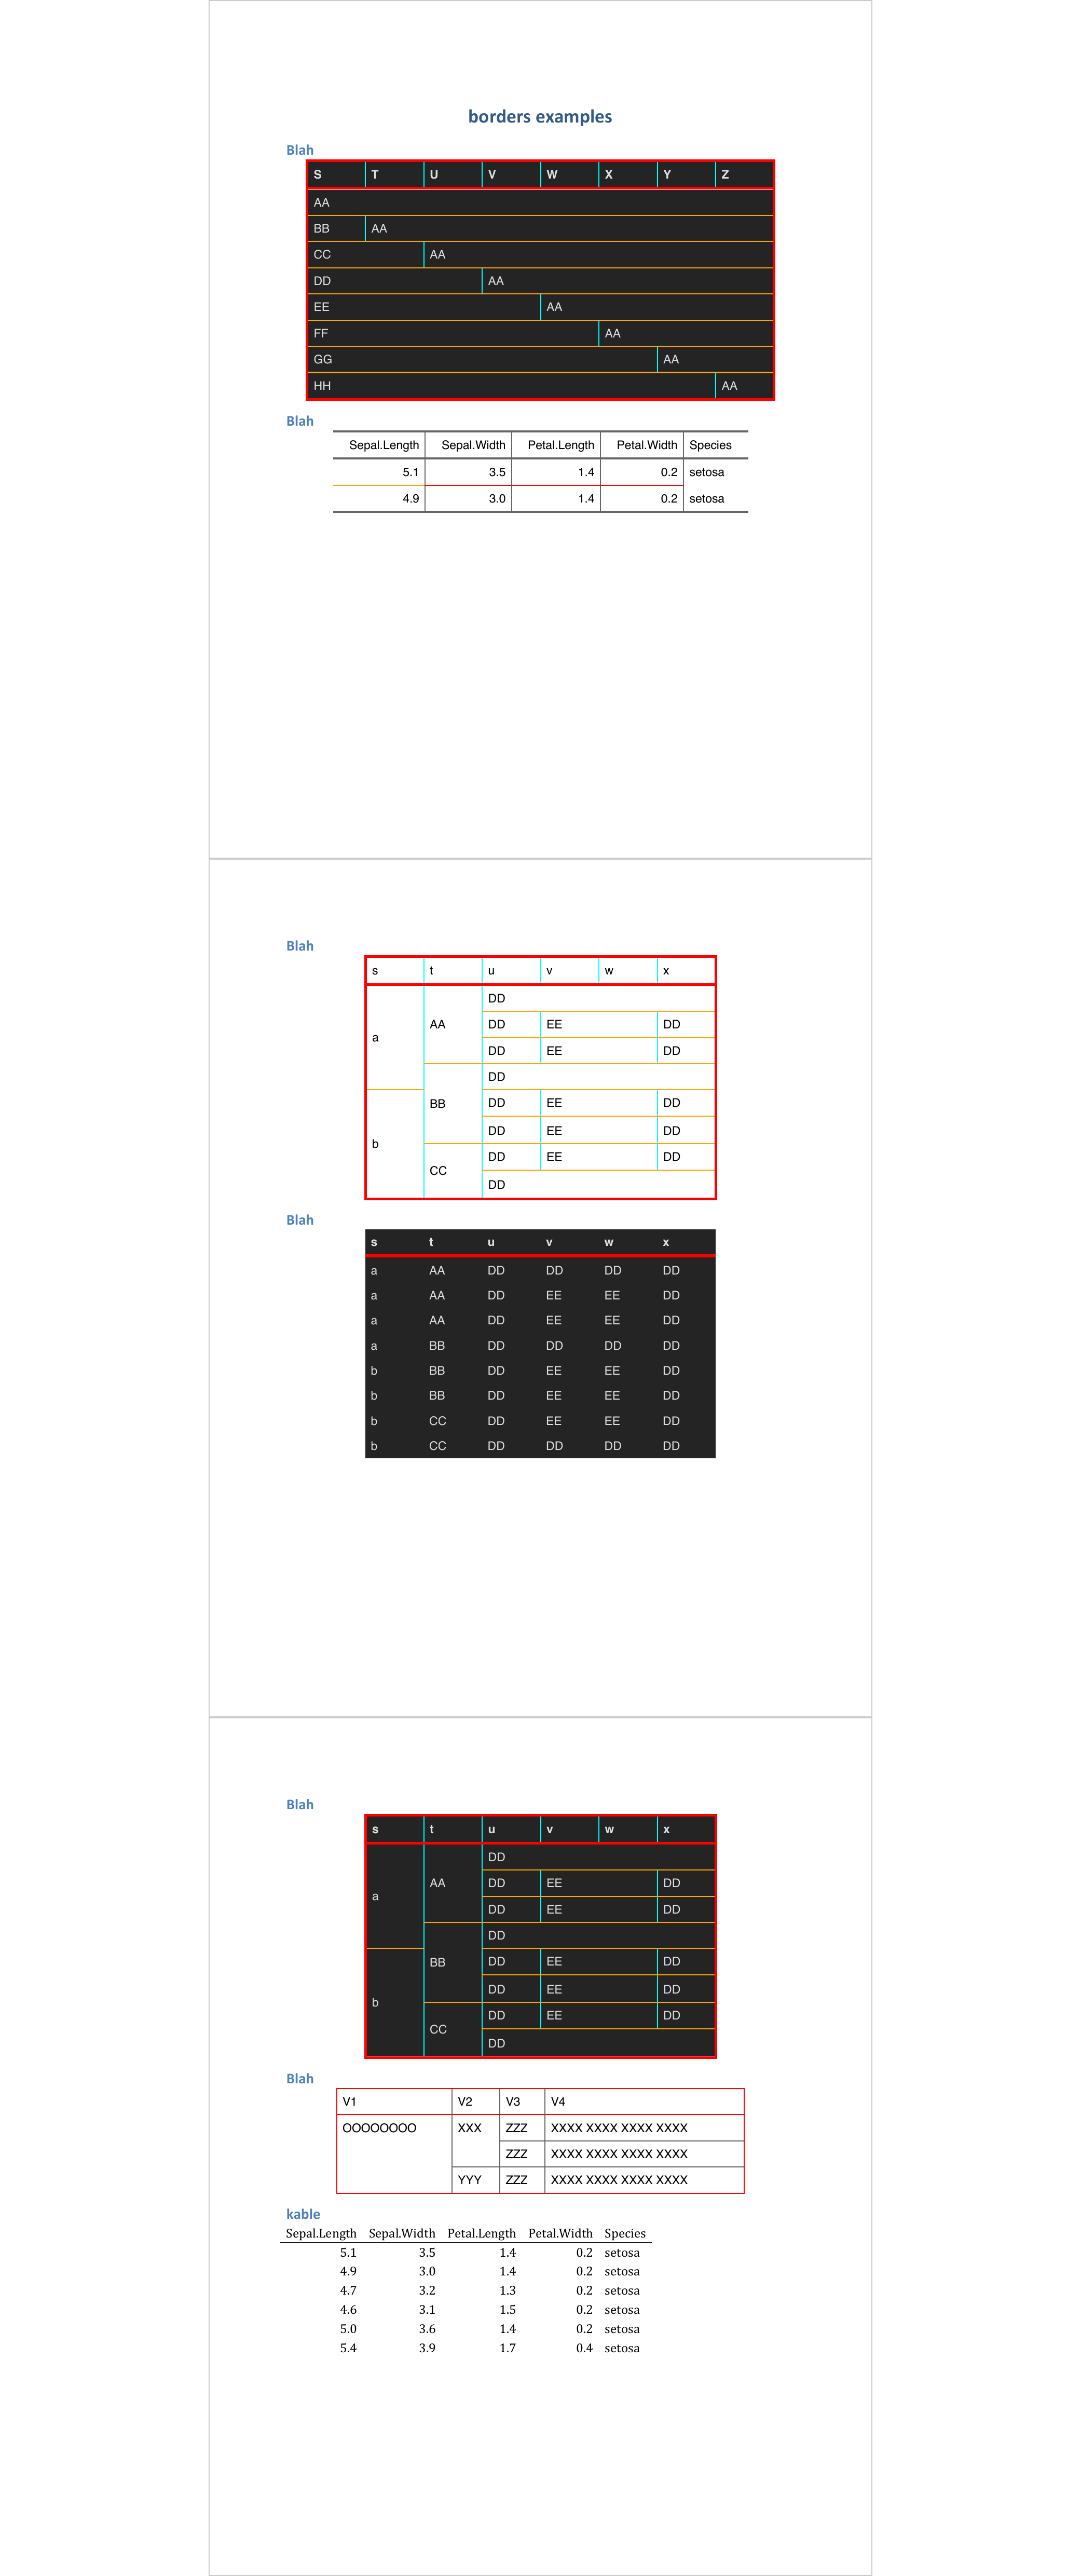 borders examples
Blah
S T U V W X Y Z
AA
BB AA
CC AA
DD AA
EE AA
FF AA
GG AA
HH AA
Blah
Sepal.Length Sepal.Width Petal.Length Petal.Width Species
5.1 3.5 1.4 0.2 setosa
4.9 3.0 1.4 0.2 setosa
Blah
s t u v w x
a AA DD
DD EE DD
DD EE DD
BB DD
b DD EE DD
DD EE DD
CC DD EE DD
DD
Blah
s t u v w x
a AA DD DD DD DD
a AA DD EE EE DD
a AA DD EE EE DD
a BB DD DD DD DD
b BB DD EE EE DD
b BB DD EE EE DD
b CC DD EE EE DD
b CC DD DD DD DD
Blah
s t u v w x
a AA DD
DD EE DD
DD EE DD
BB DD
b DD EE DD
DD EE DD
CC DD EE DD
DD
Blah
V1 V2 V3 V4
OOOOOOOO XXX ZZZ XXXX XXXX XXXX XXXX
ZZZ XXXX XXXX XXXX XXXX
YYY ZZZ XXXX XXXX XXXX XXXX
kable
Sepal.Length Sepal.Width Petal.Length Petal.Width Species
5.1 3.5 1.4 0.2 setosa
4.9 3.0 1.4 0.2 setosa
4.7 3.2 1.3 0.2 setosa
4.6 3.1 1.5 0.2 setosa
5.0 3.6 1.4 0.2 setosa
5.4 3.9 1.7 0.4 setosa